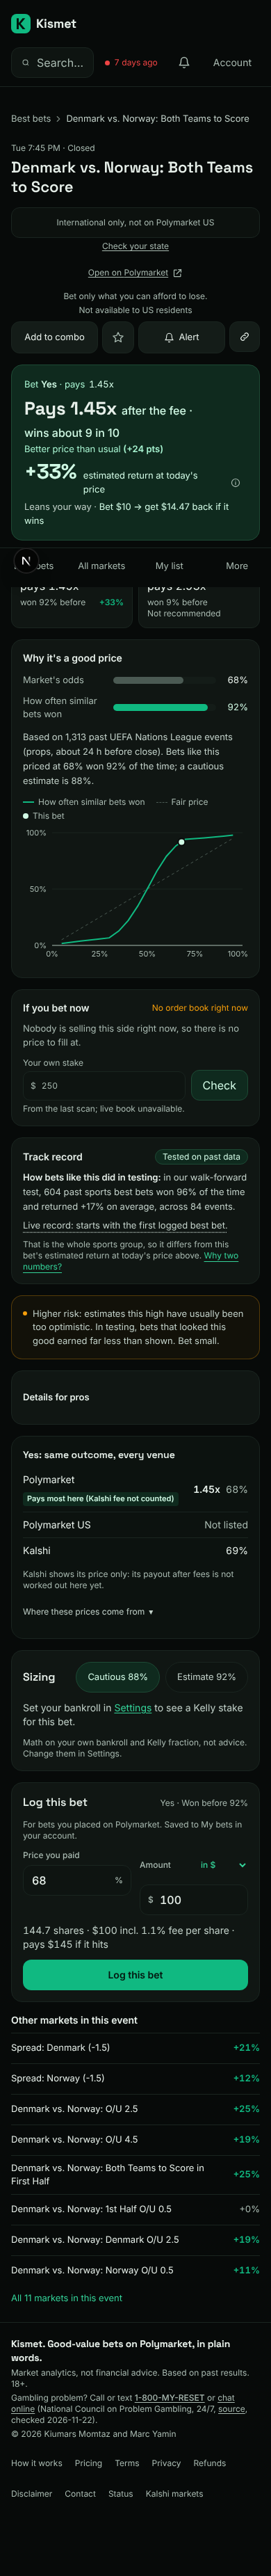 Kismet
Search...
7 days ago
Account
Best bets > Denmark vs. Norway: Both Teams to Score
Tue 7:45 PM · Closed
Denmark vs. Norway: Both Teams
to Score
International only, not on Polymarket US
Check your state
Open on Polymarket
Bet only what you can afford to lose.
Not available to US residents
Add to combo
Alert
Bet Yes · pays 1.45x
Pays 1.45x after the fee ·
wins about 9 in 10
Better price than usual (+24 pts)
+33% estimated return at today's
price
Leans your way · Bet $10 → get $14.47 back if it
wins
N
All markets
My list
More
won 92% before +33%
won 9% before
Not recommended
Why it's a good price
Market's odds 68%
How often similar
bets won 92%
Based on 1,313 past UEFA Nations League events
(props, about 24 h before close). Bets like this
priced at 68% won 92% of the time; a cautious
estimate is 88%.
How often similar bets won
Fair price
This bet
100%
50%
0%
0% 25% 50% 75% 100%
If you bet now
No order book right now
Nobody is selling this side right now, so there is no
price to fill at.
Your own stake
$ 250
Check
From the last scan; live book unavailable.
Track record
Tested on past data
How bets like this did in testing: in our walk-forward
test, 604 past sports best bets won 96% of the time
and returned +17% on average, across 84 events.
Live record: starts with the first logged best bet.
That is the whole sports group, so it differs from this
bet's estimated return at today's price above. Why two
numbers?
Higher risk: estimates this high have usually been
too optimistic. In testing, bets that looked this
good earned far less than shown. Bet small.
Details for pros
Yes: same outcome, every venue
Polymarket
Pays most here (Kalshi fee not counted)
1.45x 68%
Polymarket US Not listed
Kalshi 69%
Kalshi shows its price only: its payout after fees is not
worked out here yet.
Where these prices come from ▾
Sizing
Cautious 88%
Estimate 92%
Set your bankroll in Settings to see a Kelly stake
for this bet.
Math on your own bankroll and Kelly fraction, not advice.
Change them in Settings.
Log this bet
Yes · Won before 92%
For bets you placed on Polymarket. Saved to My bets in
your account.
Price you paid
68 %
Amount
in $
$ 100
144.7 shares · $100 incl. 1.1% fee per share ·
pays $145 if it hits
Log this bet
Other markets in this event
Spread: Denmark (-1.5) +21%
Spread: Norway (-1.5) +12%
Denmark vs. Norway: O/U 2.5 +25%
Denmark vs. Norway: O/U 4.5 +19%
Denmark vs. Norway: Both Teams to Score in
First Half +25%
Denmark vs. Norway: 1st Half O/U 0.5 +0%
Denmark vs. Norway: Denmark O/U 2.5 +19%
Denmark vs. Norway: Norway O/U 0.5 +11%
All 11 markets in this event
Kismet. Good-value bets on Polymarket, in plain
words.
Market analytics, not financial advice. Based on past results.
18+.
Gambling problem? Call or text 1-800-MY-RESET or chat
online (National Council on Problem Gambling, 24/7, source,
checked 2026-11-22).
© 2026 Kiumars Momtaz and Marc Yamin
How it works Pricing Terms Privacy Refunds
Disclaimer Contact Status Kalshi markets